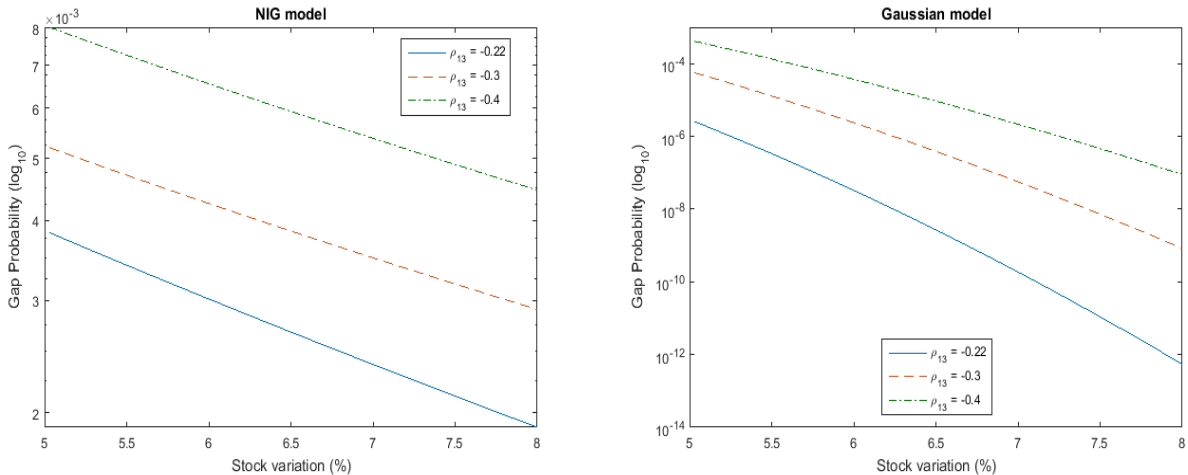 NIG model
×10⁻³
8
7
6
5
4
3
2
Gap Probability (log₁₀)
5 5.5 6 6.5 7 7.5 8
Stock variation (%)
ρ₁₃ = -0.22
ρ₁₃ = -0.3
ρ₁₃ = -0.4
Gaussian model
10⁻⁴
10⁻⁶
10⁻⁸
10⁻¹⁰
10⁻¹²
10⁻¹⁴
Gap Probability (log₁₀)
5 5.5 6 6.5 7 7.5 8
Stock variation (%)
ρ₁₃ = -0.22
ρ₁₃ = -0.3
ρ₁₃ = -0.4